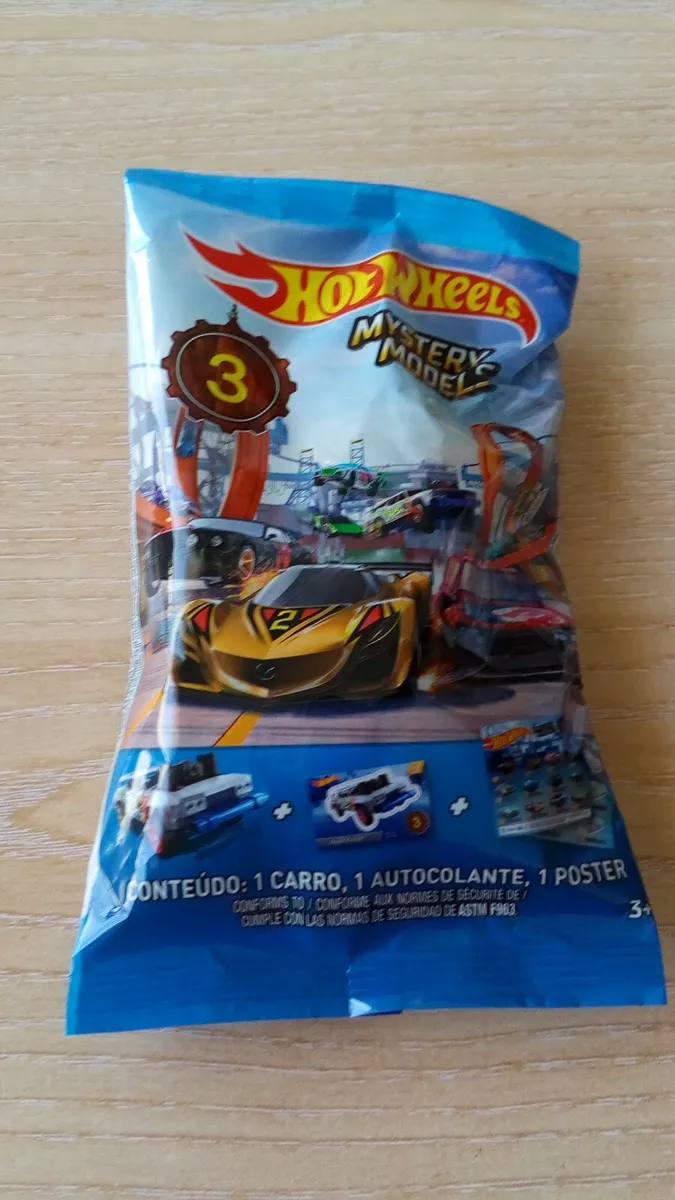 HOT WHEELS
MYSTERY
MODELS
3
2
3
CONTEÚDO: 1 CARRO, 1 AUTOCOLANTE, 1 POSTER
CONFORMS TO / CONFORME AUX NORMES DE SÉCURITÉ DE /
CUMPLE CON LAS NORMAS DE SEGURIDAD DE ASTM F963.
3+